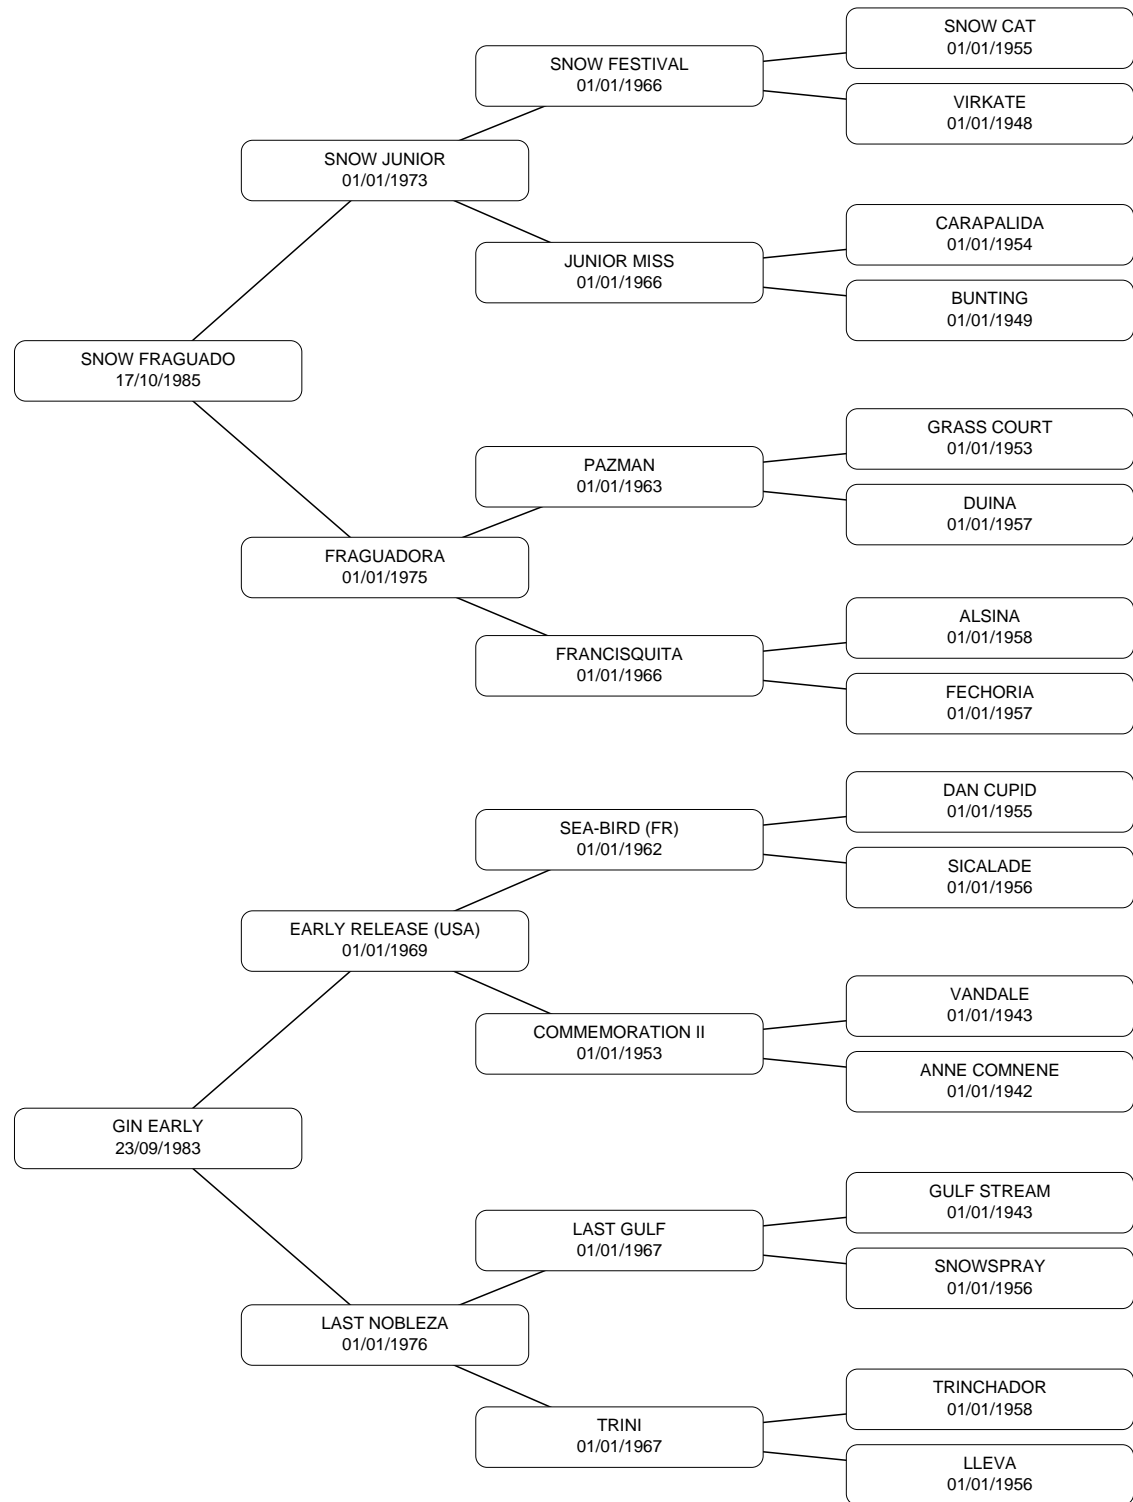 SNOW CAT
01/01/1955
SNOW FESTIVAL
01/01/1966
VIRKATE
01/01/1948
SNOW JUNIOR
01/01/1973
CARAPALIDA
01/01/1954
JUNIOR MISS
01/01/1966
BUNTING
01/01/1949
SNOW FRAGUADO
17/10/1985
GRASS COURT
01/01/1953
PAZMAN
01/01/1963
DUINA
01/01/1957
FRAGUADORA
01/01/1975
ALSINA
01/01/1958
FRANCISQUITA
01/01/1966
FECHORIA
01/01/1957
DAN CUPID
01/01/1955
SEA-BIRD (FR)
01/01/1962
SICALADE
01/01/1956
EARLY RELEASE (USA)
01/01/1969
VANDALE
01/01/1943
COMMEMORATION II
01/01/1953
ANNE COMNENE
01/01/1942
GIN EARLY
23/09/1983
GULF STREAM
01/01/1943
LAST GULF
01/01/1967
SNOWSPRAY
01/01/1956
LAST NOBLEZA
01/01/1976
TRINCHADOR
01/01/1958
TRINI
01/01/1967
LLEVA
01/01/1956